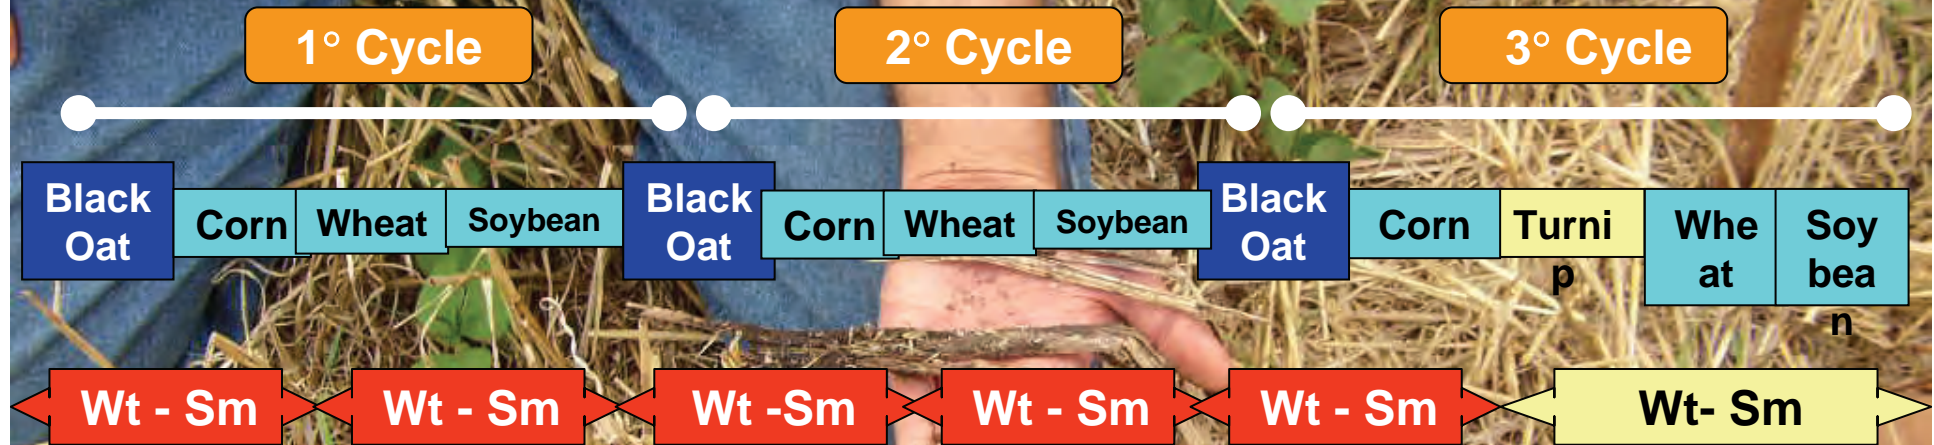 1° Cycle
2° Cycle
3° Cycle
Black
Oat
Corn
Wheat
Soybean
Black
Oat
Corn
Wheat
Soybean
Black
Oat
Corn
Turni
p
Whe
at
Soy
bea
n
Wt - Sm
Wt - Sm
Wt -Sm
Wt - Sm
Wt - Sm
Wt- Sm